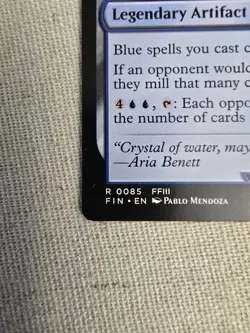 Legendary Artifact
Blue spells you cast c
If an opponent would
they mill that many c
4, : Each oppo
the number of cards
“Crystal of water, may
—Aria Benett
R 0085 FFIII
FIN • EN PABLO MENDOZA